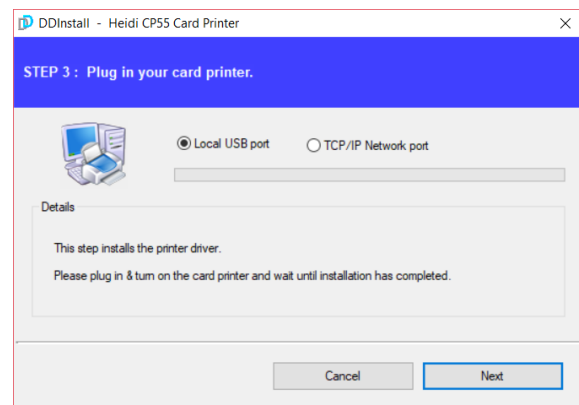 DDInstall - Heidi CP55 Card Printer
STEP 3 : Plug in your card printer.
Local USB port TCP/IP Network port
Details
This step installs the printer driver.
Please plug in & turn on the card printer and wait until installation has completed.
Cancel Next